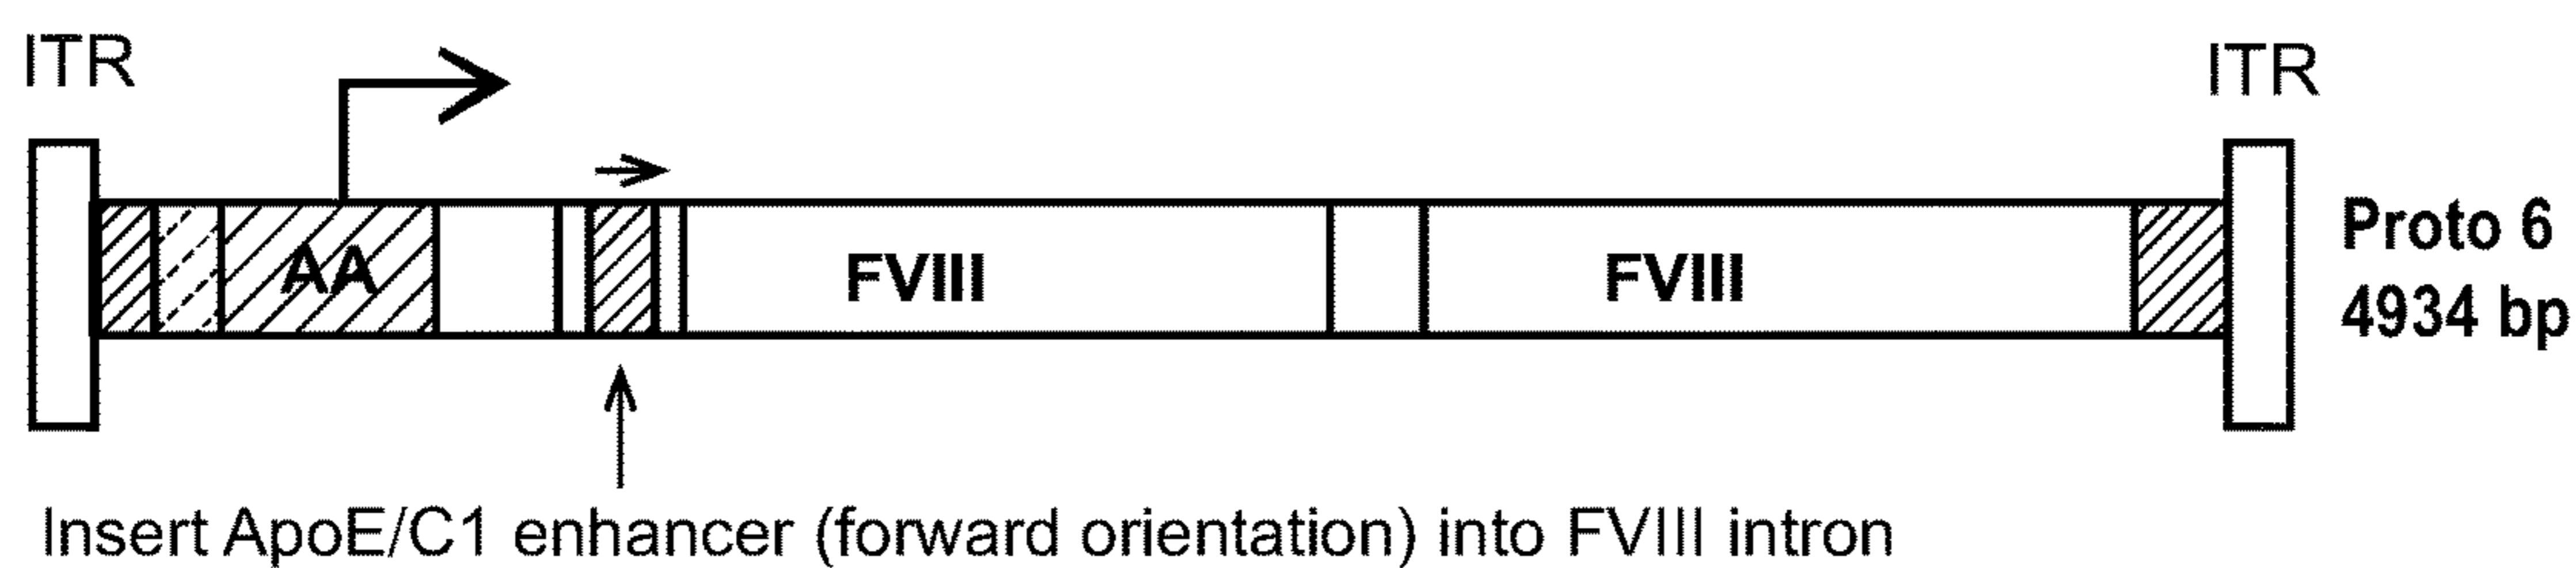 ITR
ITR
AA
FVIII
FVIII
Proto 6
4934 bp
Insert ApoE/C1 enhancer (forward orientation) into FVIII intron